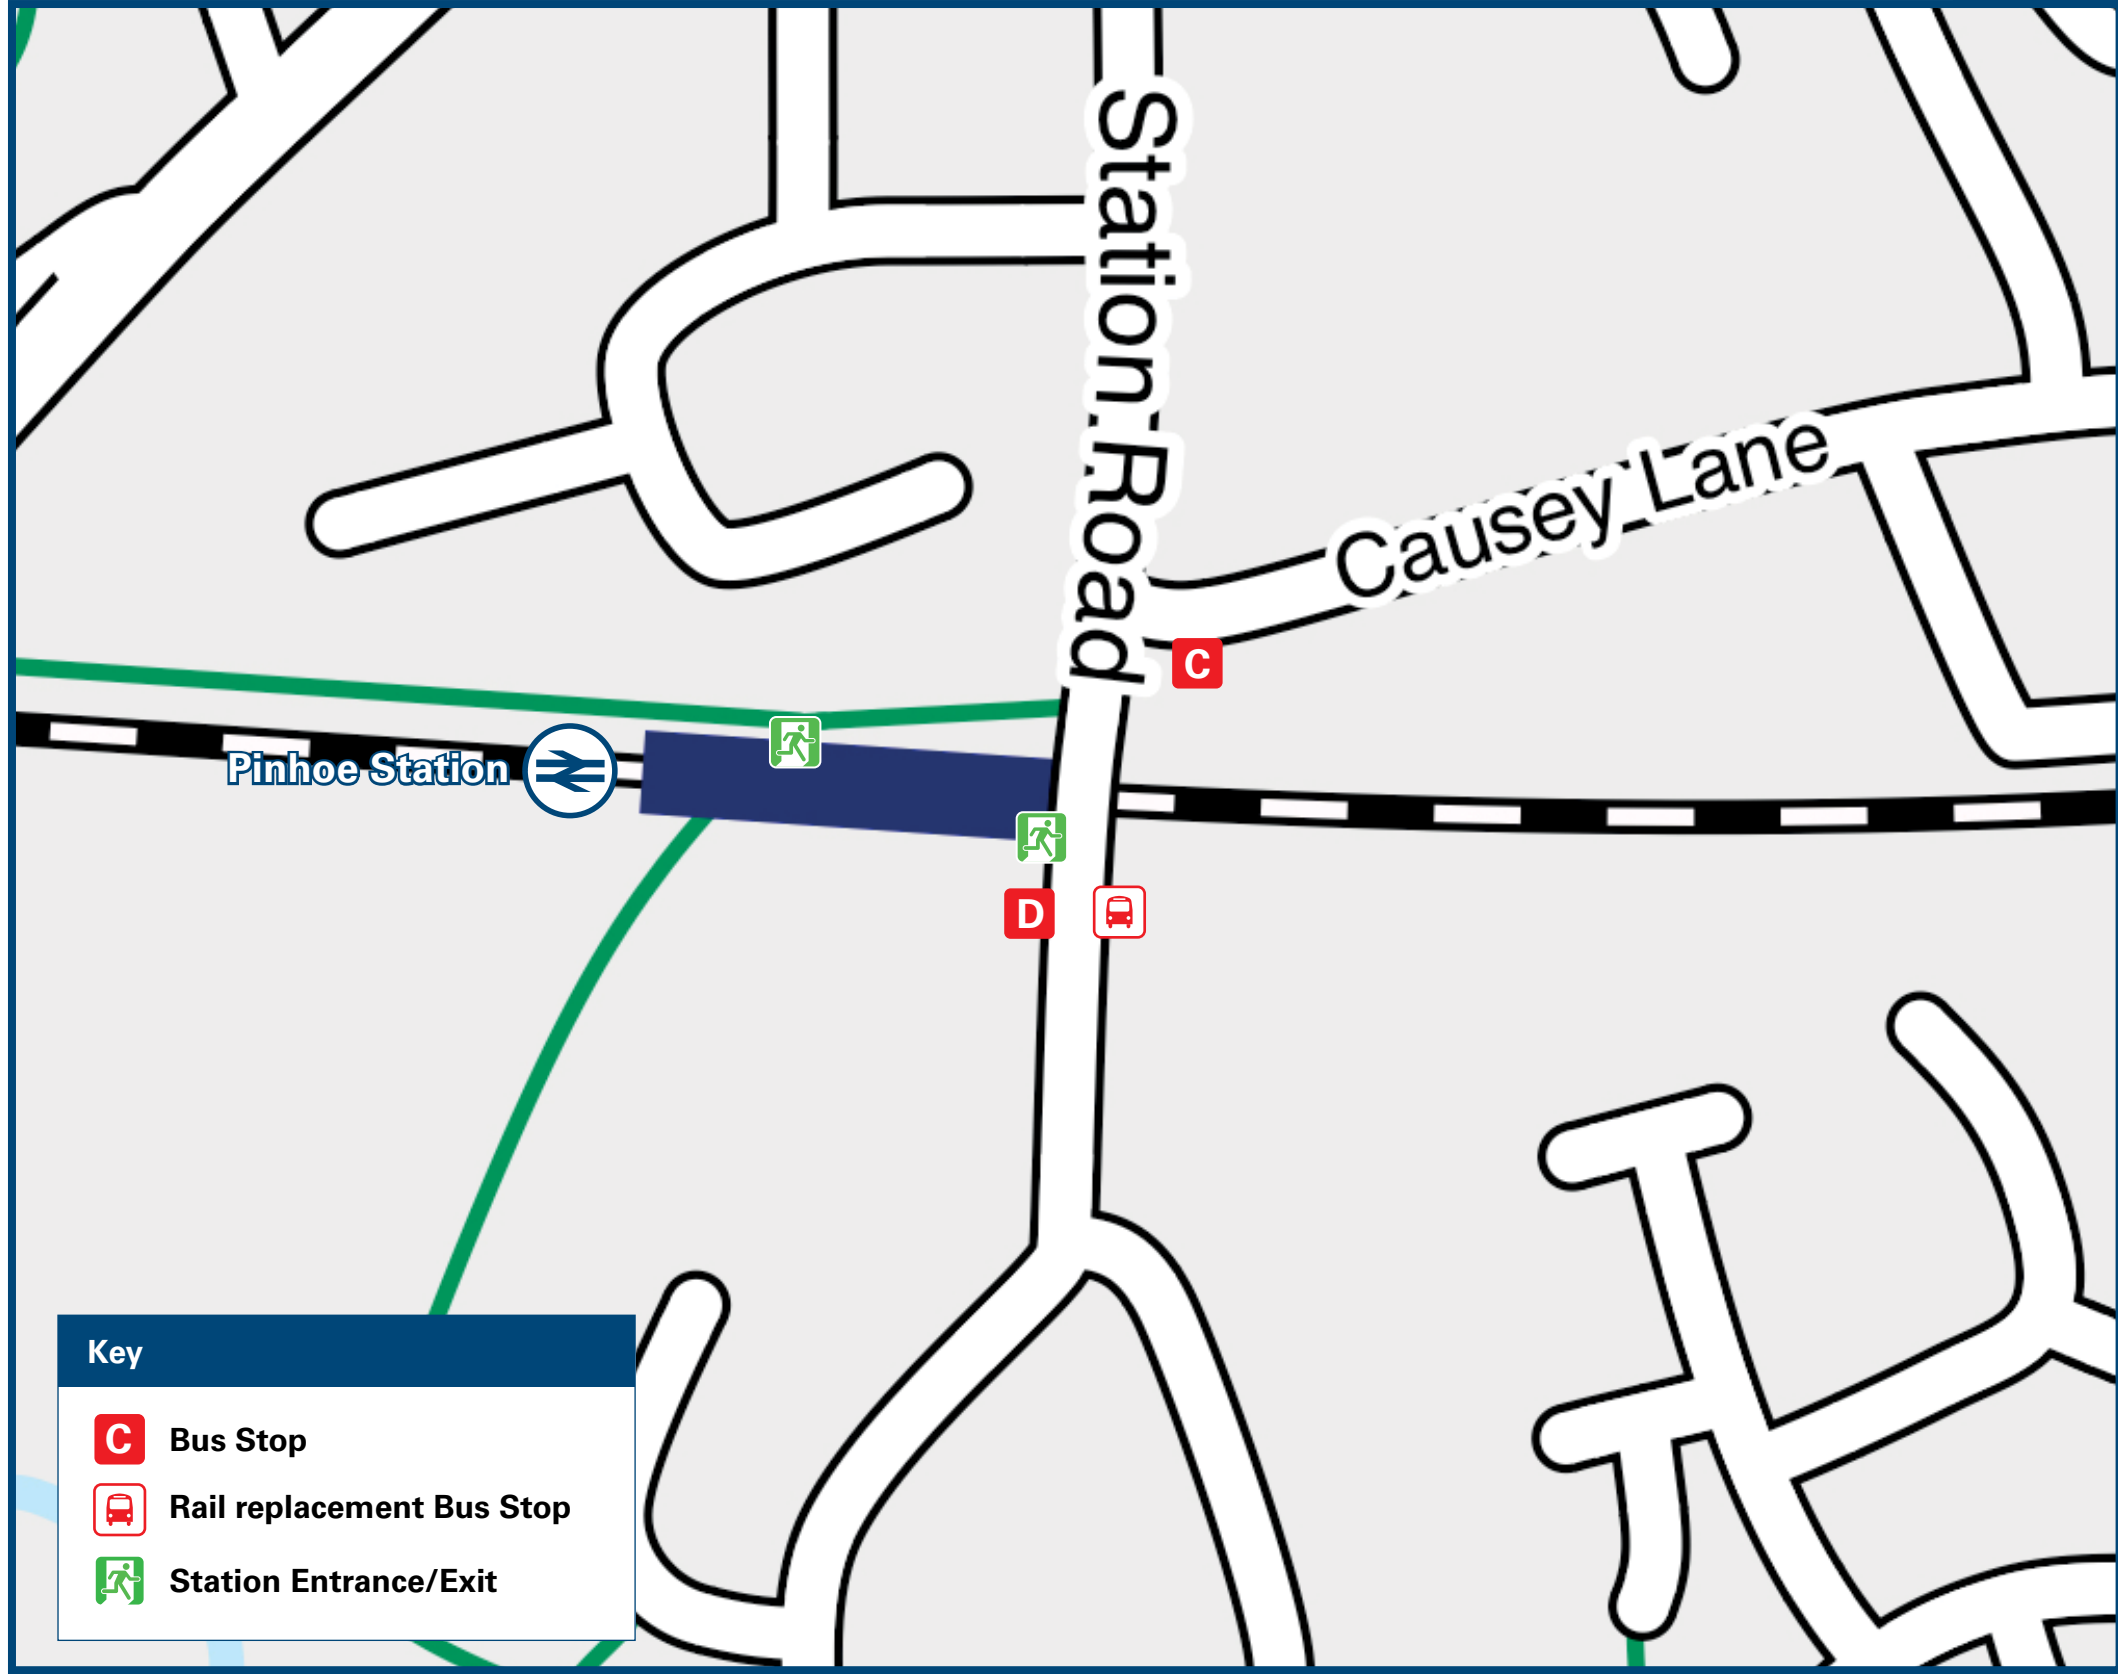 Station Road
Causey Lane
C
Pinhoe Station
D
Key
C Bus Stop
Rail replacement Bus Stop
Station Entrance/Exit